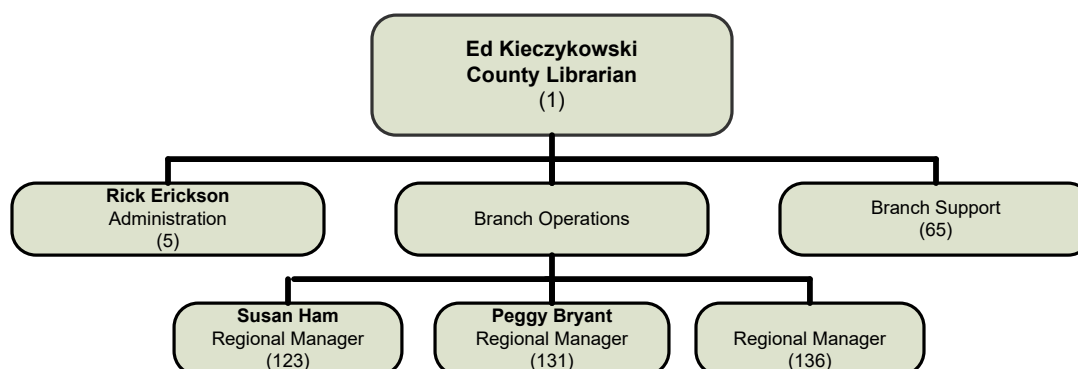 Ed Kieczykowski
County Librarian
(1)
Rick Erickson
Administration
(5)
Branch Operations
Branch Support
(65)
Susan Ham
Regional Manager
(123)
Peggy Bryant
Regional Manager
(131)
Regional Manager
(136)